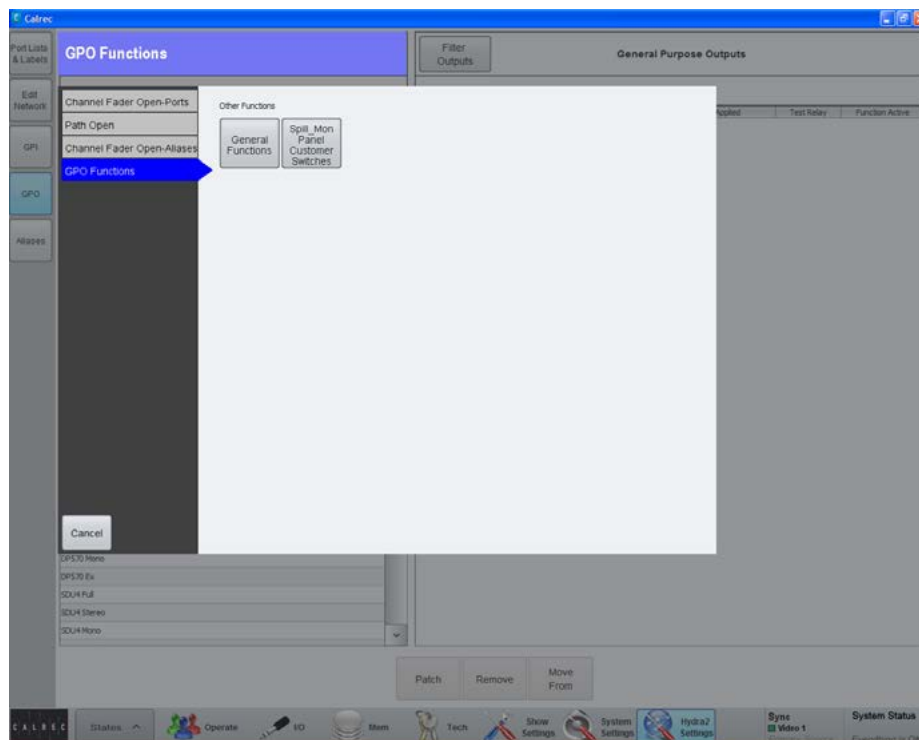 Calrec
Port Lists
& Labels
GPO Functions
Filter
Outputs
General Purpose Outputs
Edit
Network
Channel Fader Open-Ports
Other Functions
Applied
Test Relay
Function Active
Path Open
General
Functions
Spill_Mon
Panel
Customer
Switches
GPI
Channel Fader Open-Aliases
GPO Functions
GPO
Aliases
Cancel
DPS70 Mono
DPS70 Ex
SDU4 Full
SDU4 Stereo
SDU4 Mono
Patch
Remove
Move
From
CALREC
States
Operate
I/O
Mem
Tech
Show
Settings
System
Settings
Hydra2
Settings
Sync
Video 1
System Status